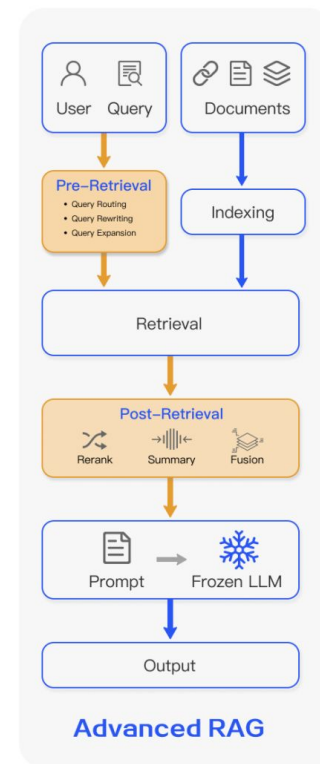 User Query
Documents
Pre-Retrieval
• Query Routing
• Query Rewriting
• Query Expansion
Indexing
Retrieval
Post-Retrieval
Rerank
Summary
Fusion
Prompt
Frozen LLM
Output
Advanced RAG